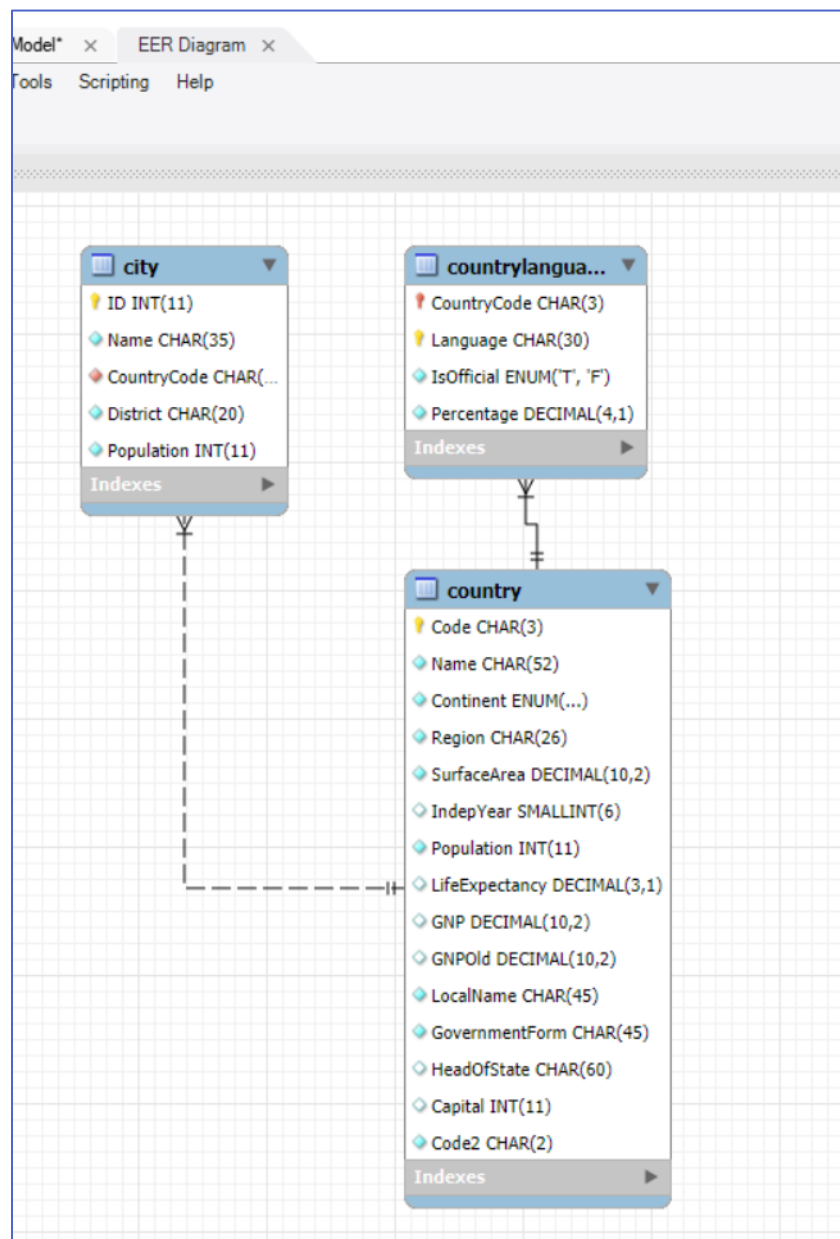 Model*
EER Diagram
Tools Scripting Help
city
ID INT(11)
Name CHAR(35)
CountryCode CHAR(...
District CHAR(20)
Population INT(11)
Indexes
countrylangua...
CountryCode CHAR(3)
Language CHAR(30)
IsOfficial ENUM('T', 'F')
Percentage DECIMAL(4,1)
Indexes
country
Code CHAR(3)
Name CHAR(52)
Continent ENUM(...)
Region CHAR(26)
SurfaceArea DECIMAL(10,2)
IndepYear SMALLINT(6)
Population INT(11)
LifeExpectancy DECIMAL(3,1)
GNP DECIMAL(10,2)
GNPOld DECIMAL(10,2)
LocalName CHAR(45)
GovernmentForm CHAR(45)
HeadOfState CHAR(60)
Capital INT(11)
Code2 CHAR(2)
Indexes